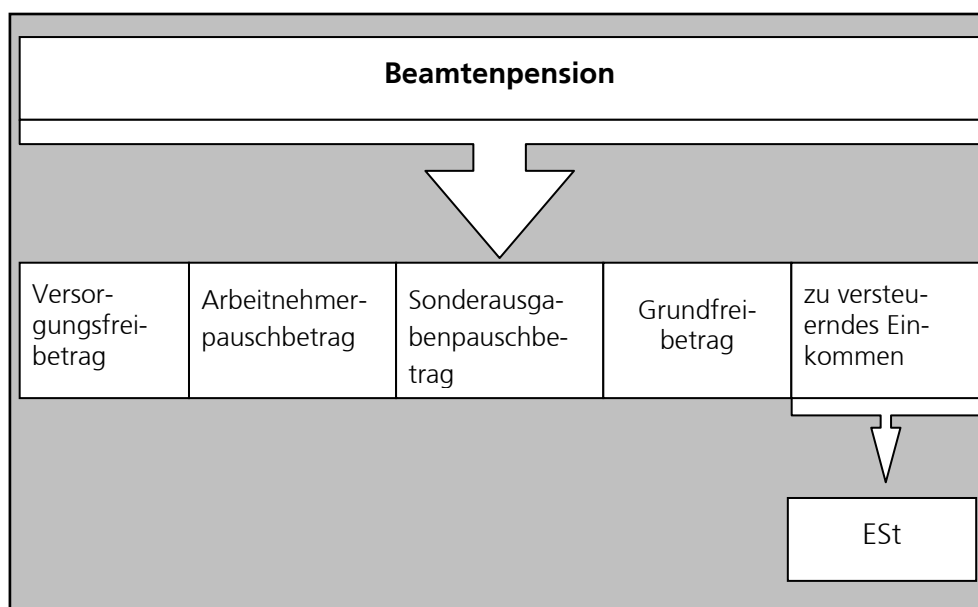 Beamtenpension
Versor-
gungsfrei-
betrag
Arbeitnehmer-
pauschbetrag
Sonderausga-
benpauschbe-
trag
Grundfrei-
betrag
zu versteu-
erndes Ein-
kommen
ESt